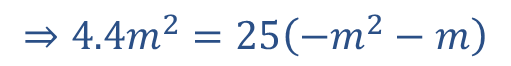 ⇒ 4.4m² = 25(−m² − m)